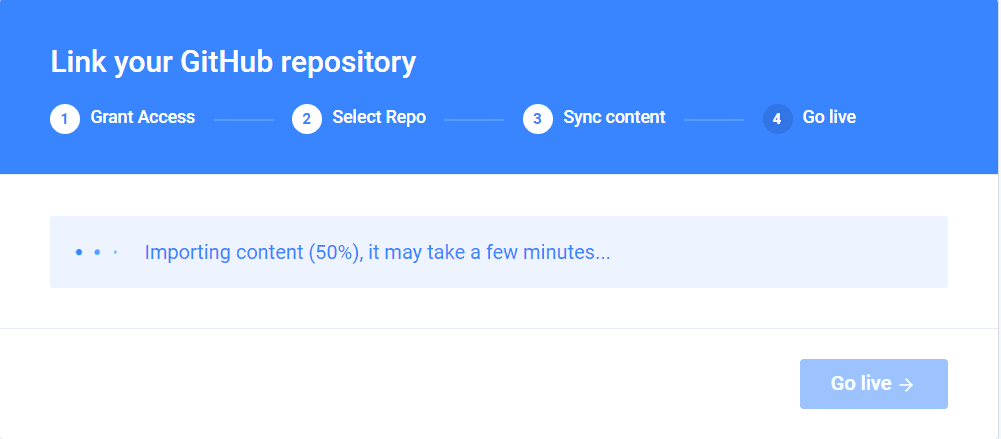 Link your GitHub repository
1 Grant Access 2 Select Repo 3 Sync content 4 Go live
Importing content (50%), it may take a few minutes...
Go live →